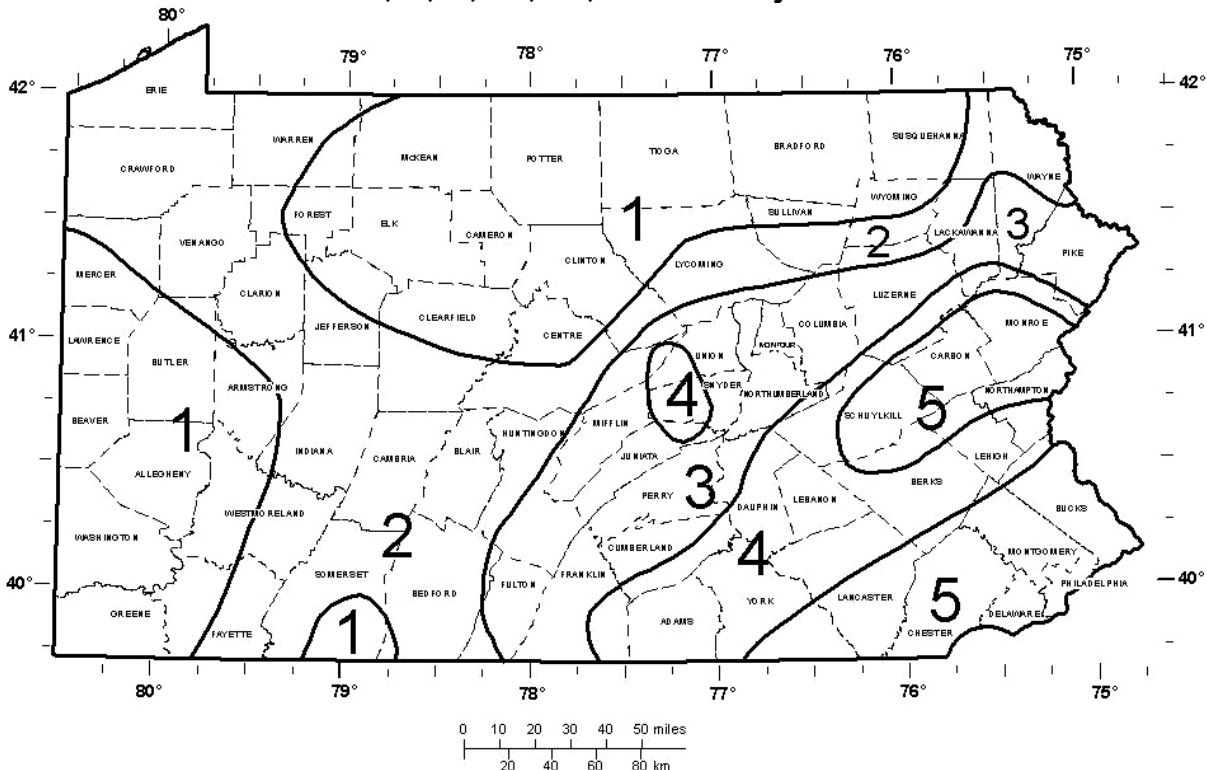 80°
79°
78°
77°
76°
75°
42°
42°
ERIE
WARREN
McKEAN
POTTER
TIOGA
BRADFORD
SUSQUEHANNA
CRAWFORD
WAYNE
WYOMING
FOREST
ELK
CAMERON
1
SULLIVAN
LACKAWANNA
3
VENANGO
2
PIKE
MERCER
CLINTON
LYCOMING
CLARION
LUZERNE
CLEARFIELD
JEFFERSON
COLUMBIA
MONROE
41°
41°
LAWRENCE
CENTRE
MONTOUR
BUTLER
UNION
CARBON
ARMSTRONG
SNYDER
NORTHUMBERLAND
NORTHAMPTON
4
5
BEAVER
1
MIFFLIN
SCHUYLKILL
HUNTINGDON
INDIANA
CAMBRIA
BLAIR
JUNIATA
LEHIGH
ALLEGHENY
BERKS
3
PERRY
LEBANON
DAUPHIN
BUCKS
WESTMORELAND
2
WASHINGTON
CUMBERLAND
4
MONTGOMERY
SOMERSET
FULTON
FRANKLIN
PHILADELPHIA
40°
40°
BEDFORD
YORK
LANCASTER
5
GREENE
DELAWARE
ADAMS
FAYETTE
1
CHESTER
80°
79°
78°
77°
76°
75°
0 10 20 30 40 50 miles
20 40 60 80 km